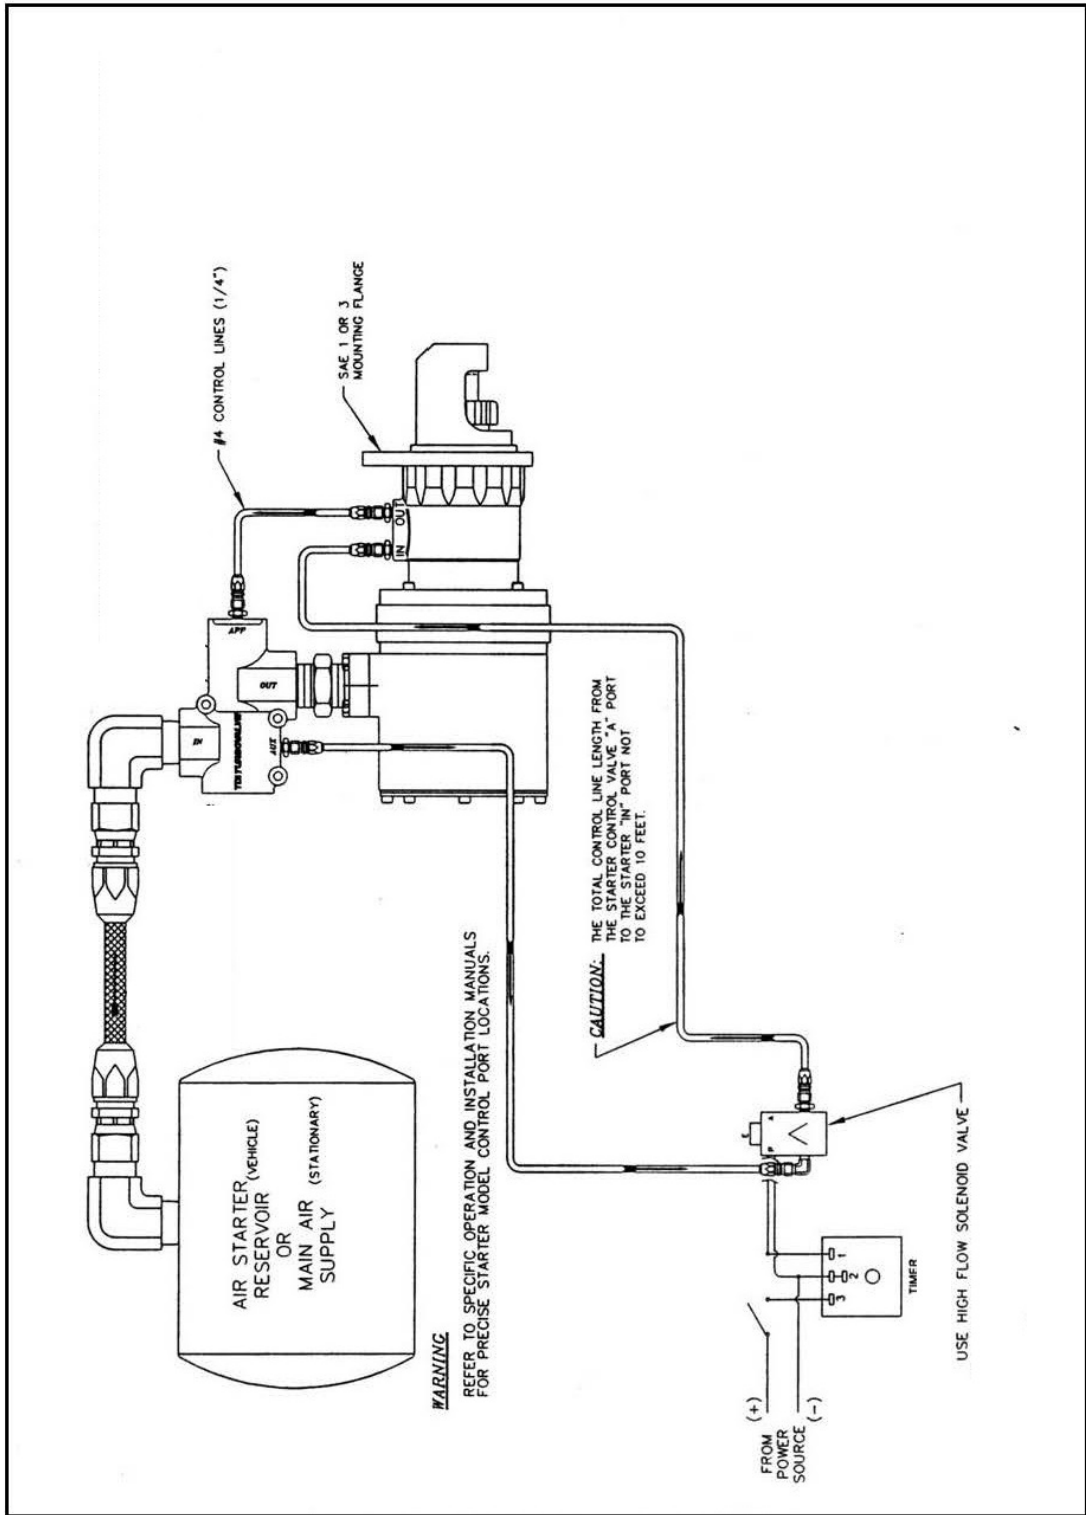 #4 CONTROL LINES (1/4")
SAE 1 OR 3
MOUNTING FLANGE
IN
OUT
APP
OUT
IN
AUX
TDI TURBOVALVE
AIR STARTER (VEHICLE)
RESERVOIR
OR
MAIN AIR (STATIONARY)
SUPPLY
WARNING
REFER TO SPECIFIC OPERATION AND INSTALLATION MANUALS
FOR PRECISE STARTER MODEL CONTROL PORT LOCATIONS.
CAUTION: THE TOTAL CONTROL LINE LENGTH FROM
THE STARTER CONTROL VALVE "A" PORT
TO THE STARTER "IN" PORT NOT
TO EXCEED 10 FEET.
E
P
A
1
2
3
TIMER
(+)
FROM
POWER
SOURCE
(-)
USE HIGH FLOW SOLENOID VALVE